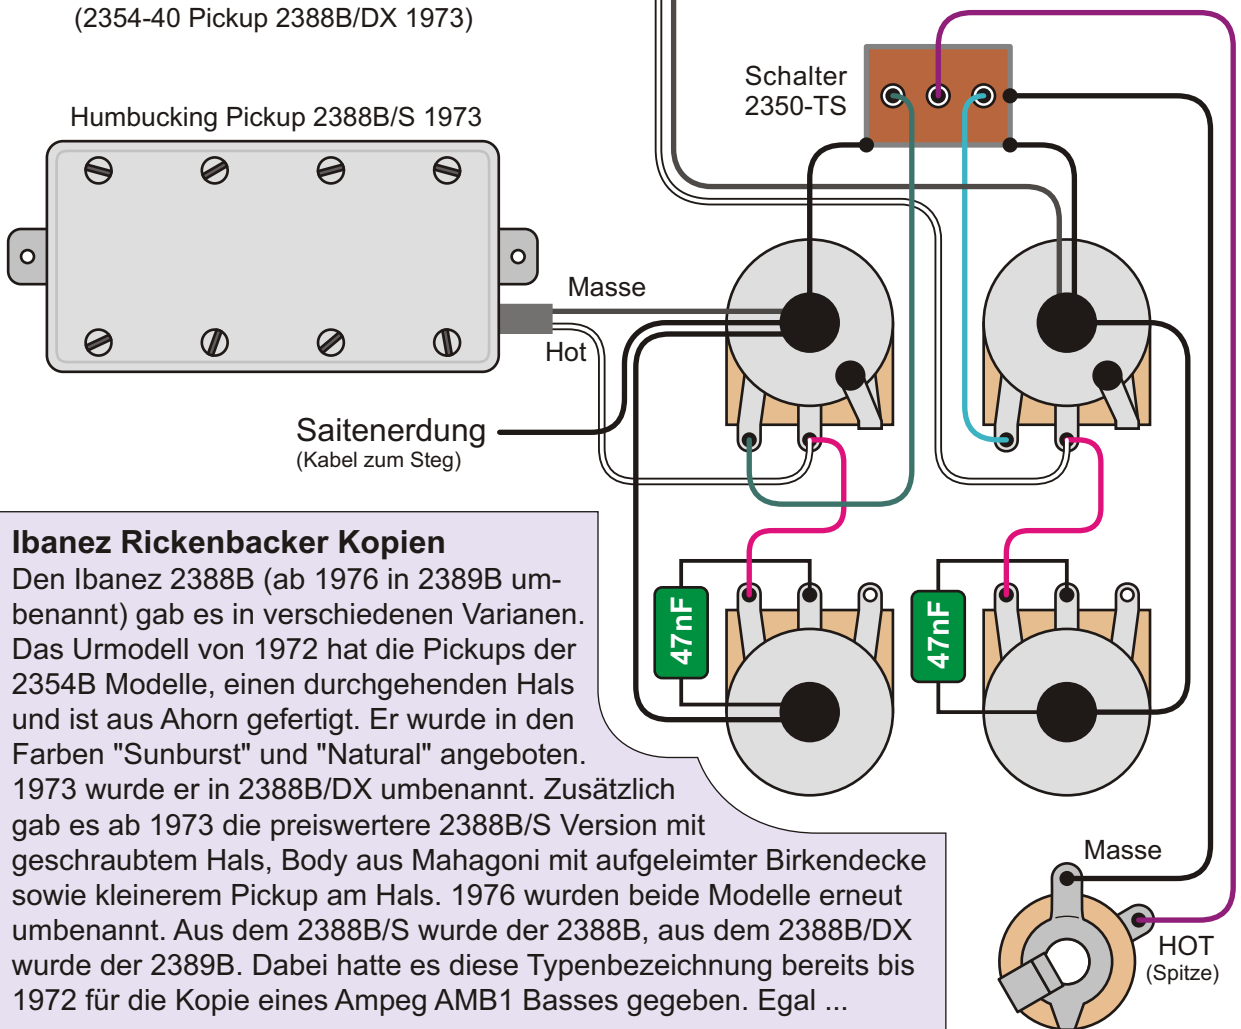 (2354-40 Pickup 2388B/DX 1973)
Schalter
2350-TS
Humbucking Pickup 2388B/S 1973
Masse
Hot
Saitenerdung
(Kabel zum Steg)
Ibanez Rickenbacker Kopien
Den Ibanez 2388B (ab 1976 in 2389B um-
benannt) gab es in verschiedenen Varianen.
Das Urmodell von 1972 hat die Pickups der
2354B Modelle, einen durchgehenden Hals
und ist aus Ahorn gefertigt. Er wurde in den
Farben "Sunburst" und "Natural" angeboten.
1973 wurde er in 2388B/DX umbenannt. Zusätzlich
gab es ab 1973 die preiswertere 2388B/S Version mit
geschraubtem Hals, Body aus Mahagoni mit aufgeleimter Birkendecke
sowie kleinerem Pickup am Hals. 1976 wurden beide Modelle erneut
umbenannt. Aus dem 2388B/S wurde der 2388B, aus dem 2388B/DX
wurde der 2389B. Dabei hatte es diese Typenbezeichnung bereits bis
1972 für die Kopie eines Ampeg AMB1 Basses gegeben. Egal ...
47nF
47nF
Masse
HOT
(Spitze)